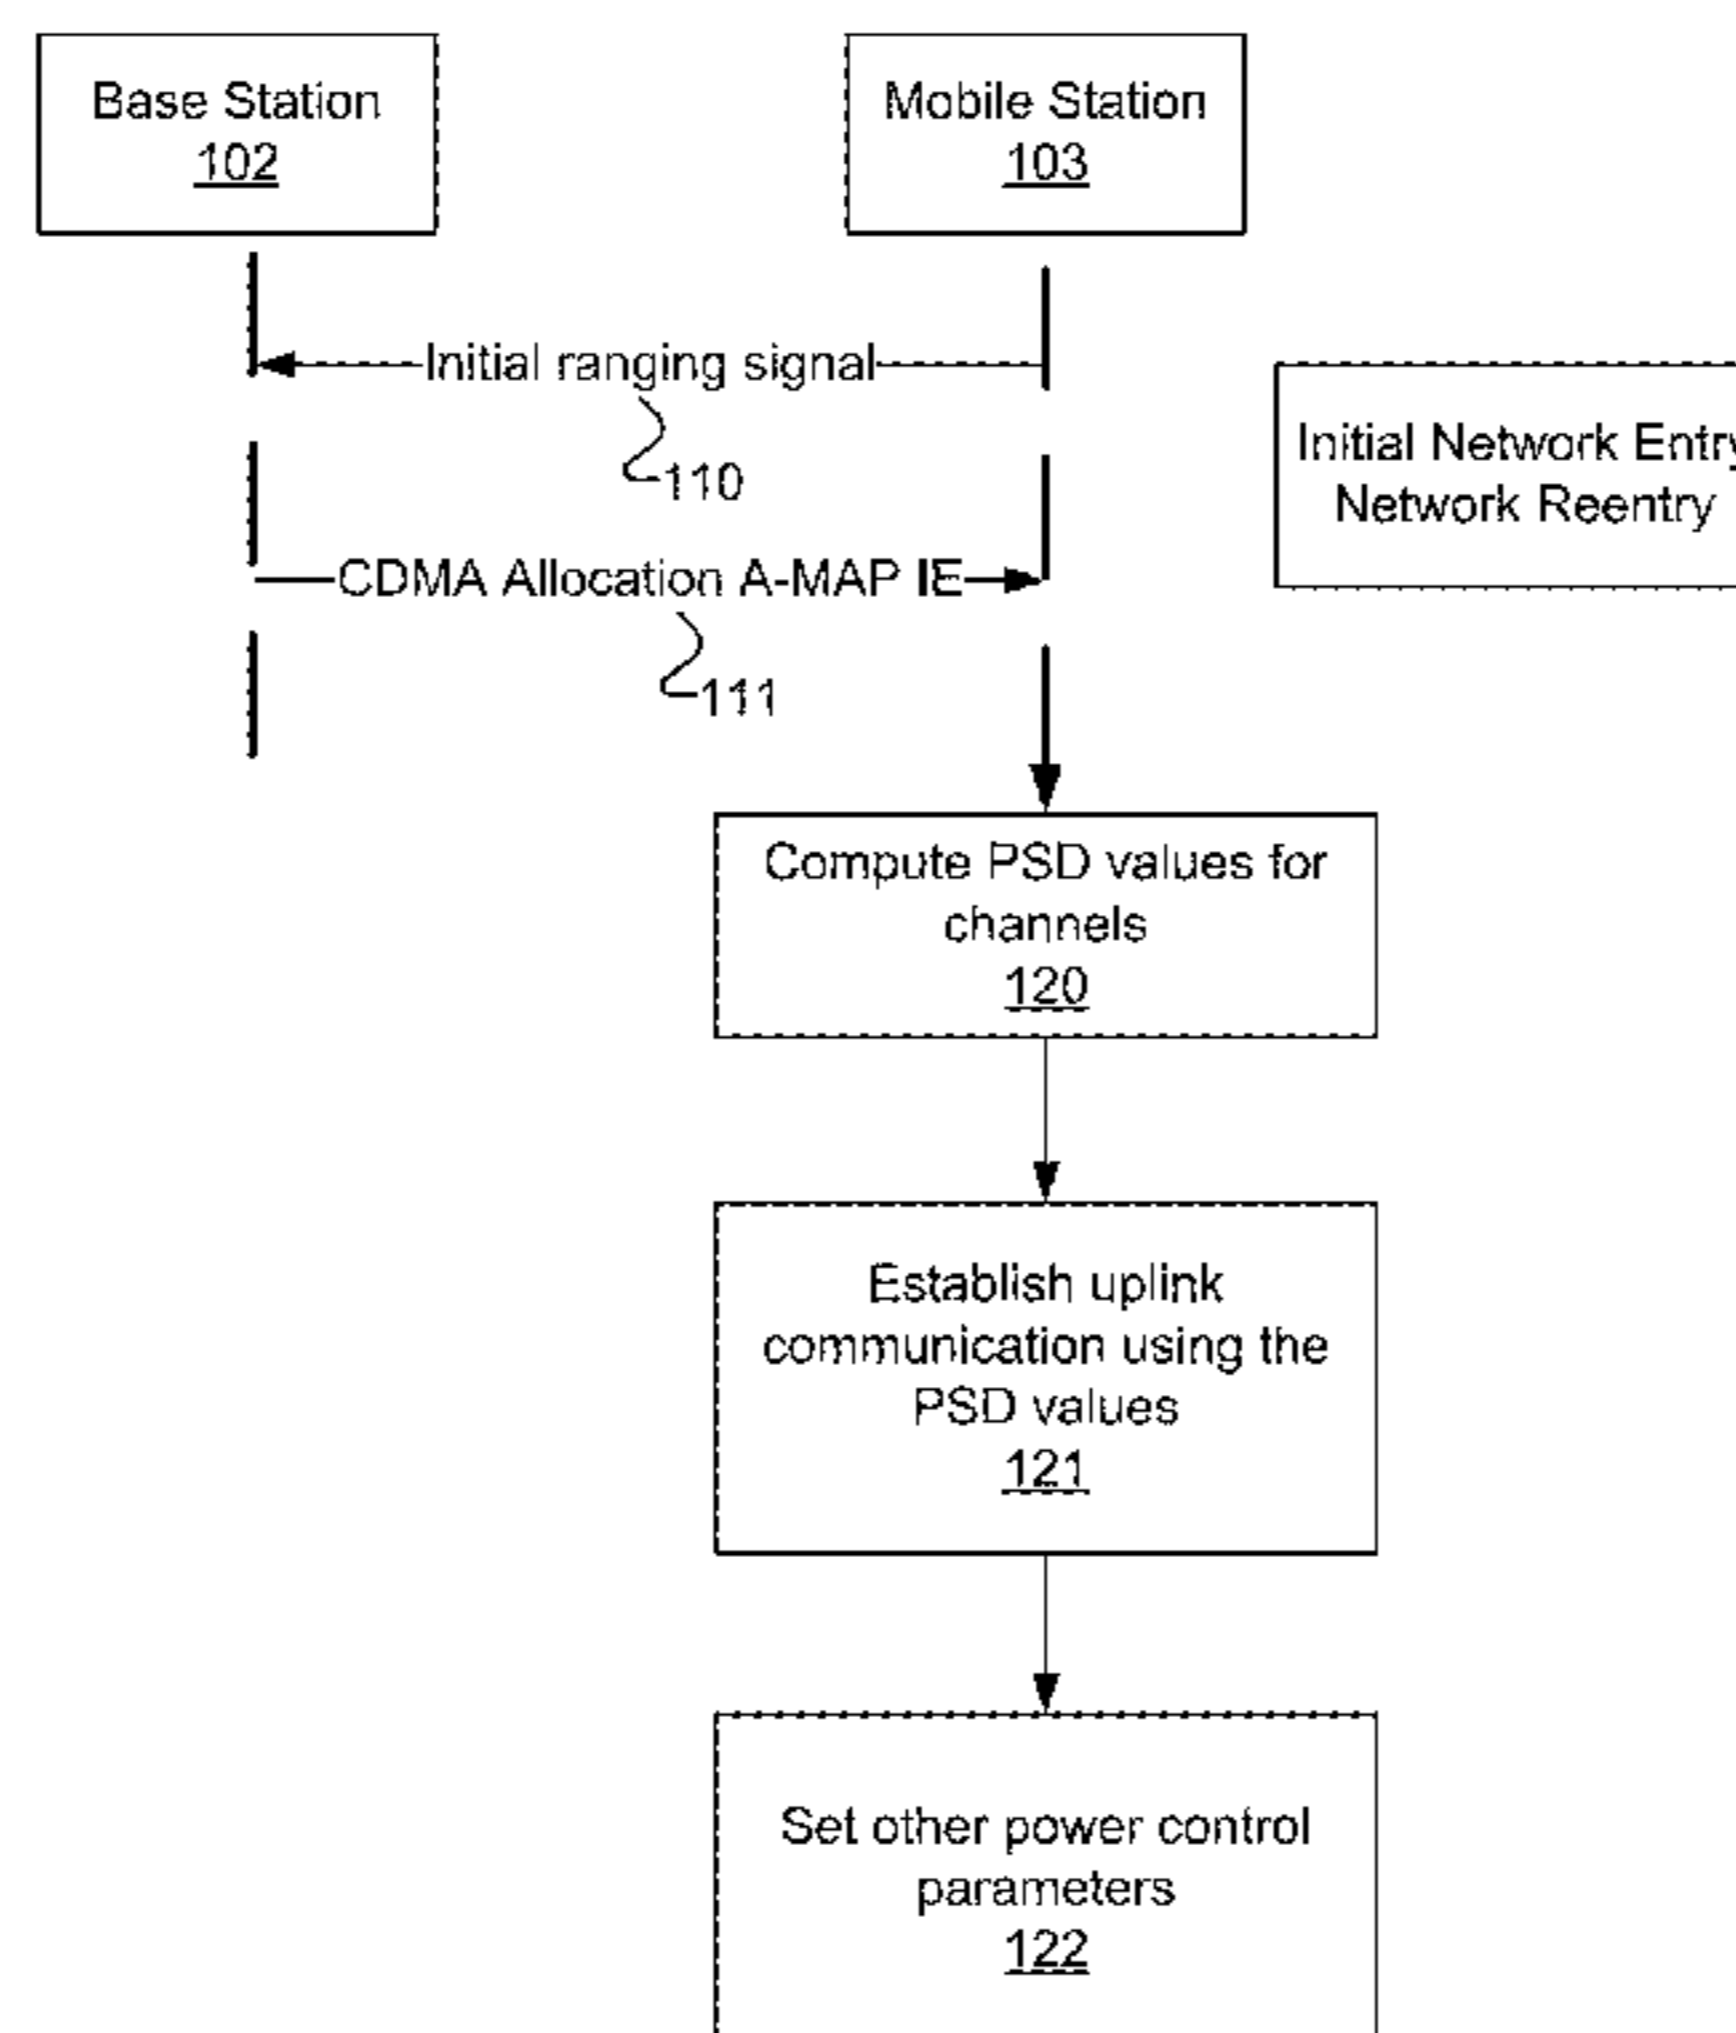 Base Station
102
Mobile Station
103
Initial ranging signal
110
Initial Network Entry
Network Reentry
CDMA Allocation A-MAP IE
111
Compute PSD values for
channels
120
Establish uplink
communication using the
PSD values
121
Set other power control
parameters
122